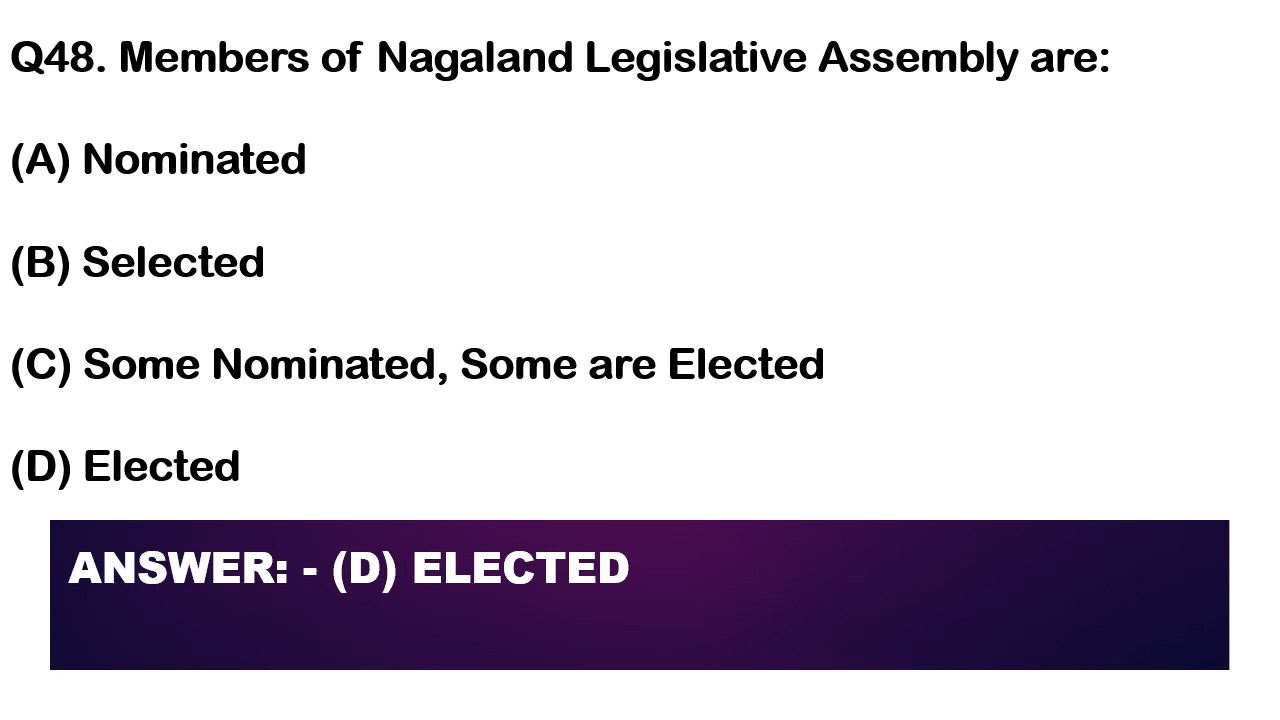 Q48. Members of Nagaland Legislative Assembly are:
(A) Nominated
(B) Selected
(C) Some Nominated, Some are Elected
(D) Elected
ANSWER: - (D) ELECTED